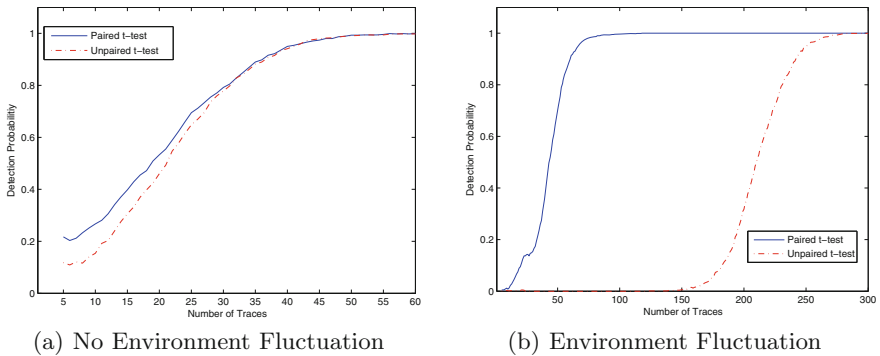 Paired t-test
Unpaired t-test
1
0.8
0.6
0.4
0.2
0
Detection Probability
5 10 15 20 25 30 35 40 45 50 55 60
Number of Traces
(a) No Environment Fluctuation
1
0.8
0.6
0.4
0.2
0
Detection Probabilitiy
50 100 150 200 250 300
Number of Traces
Paired t-test
Unpaired t-test
(b) Environment Fluctuation